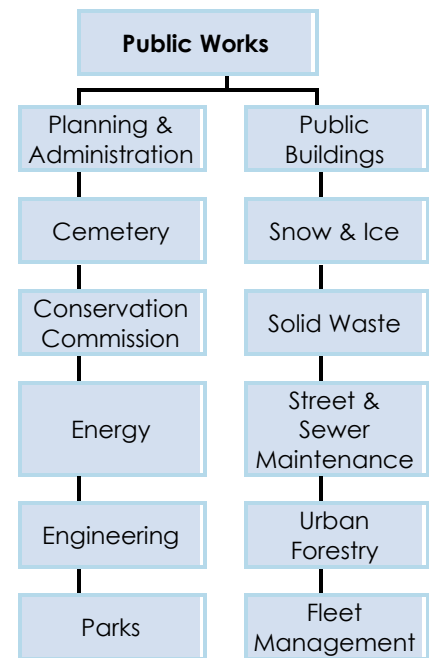 Public Works
Planning &
Administration
Cemetery
Conservation
Commission
Energy
Engineering
Parks
Public
Buildings
Snow & Ice
Solid Waste
Street &
Sewer
Maintenance
Urban
Forestry
Fleet
Management